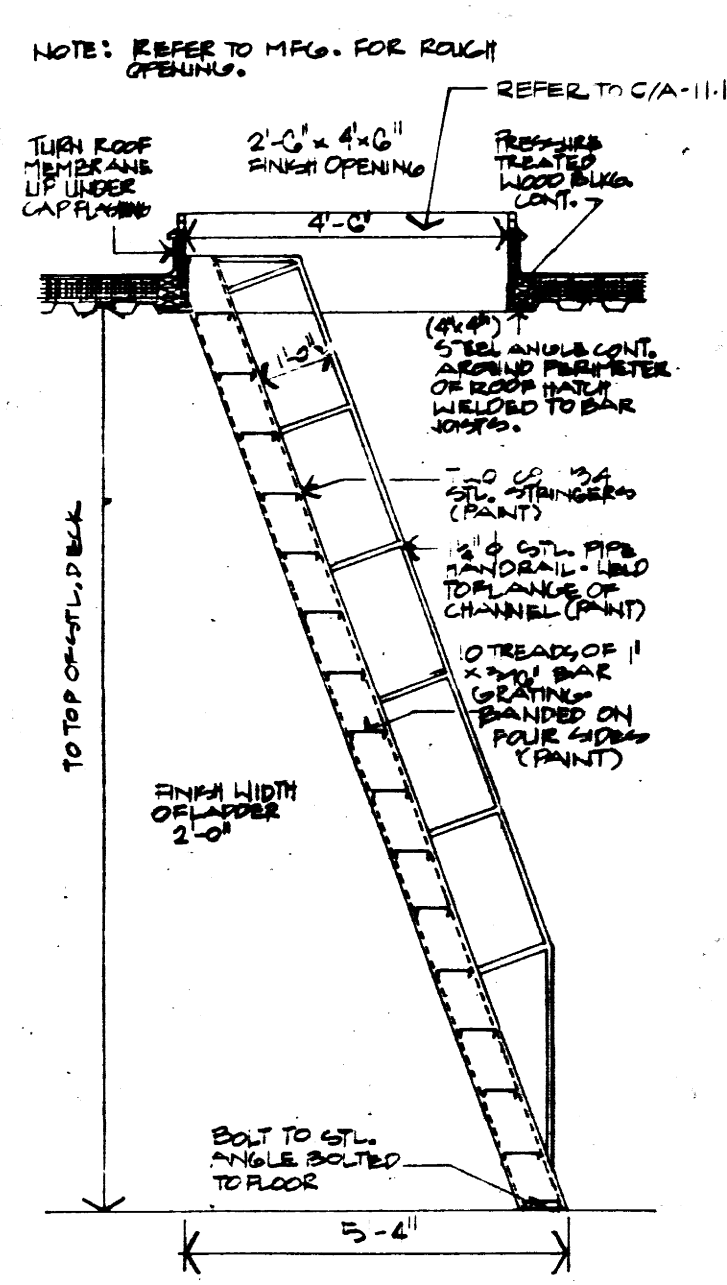 NOTE: REFER TO MFG. FOR ROUGH
OPENING.
REFER TO C/A-11.1
TURN ROOF
MEMBRANE
UP UNDER
CAP FLASHING
2'-6" x 4'x6"
FINISH OPENING
PRESSURE
TREATED
WOOD BLKG.
CONT.
4'-6"
(4"x4")
STEEL ANGLE CONT.
AROUND PERIMETER
OF ROOF HATCH
WELDED TO BAR
JOISTS.
1'-0"
STL. STRINGERS
(PAINT)
STL. PIPE
HANDRAIL - WELD
TO FLANGE OF
CHANNEL (PAINT)
TREADS OF 1"
x 3/16" BAR
GRATING
BANDED ON
FOUR SIDES
(PAINT)
TO TOP OF STL. DECK
FINISH WIDTH
OF LADDER
2'-0"
BOLT TO STL.
ANGLE BOLTED
TO FLOOR
5-4"